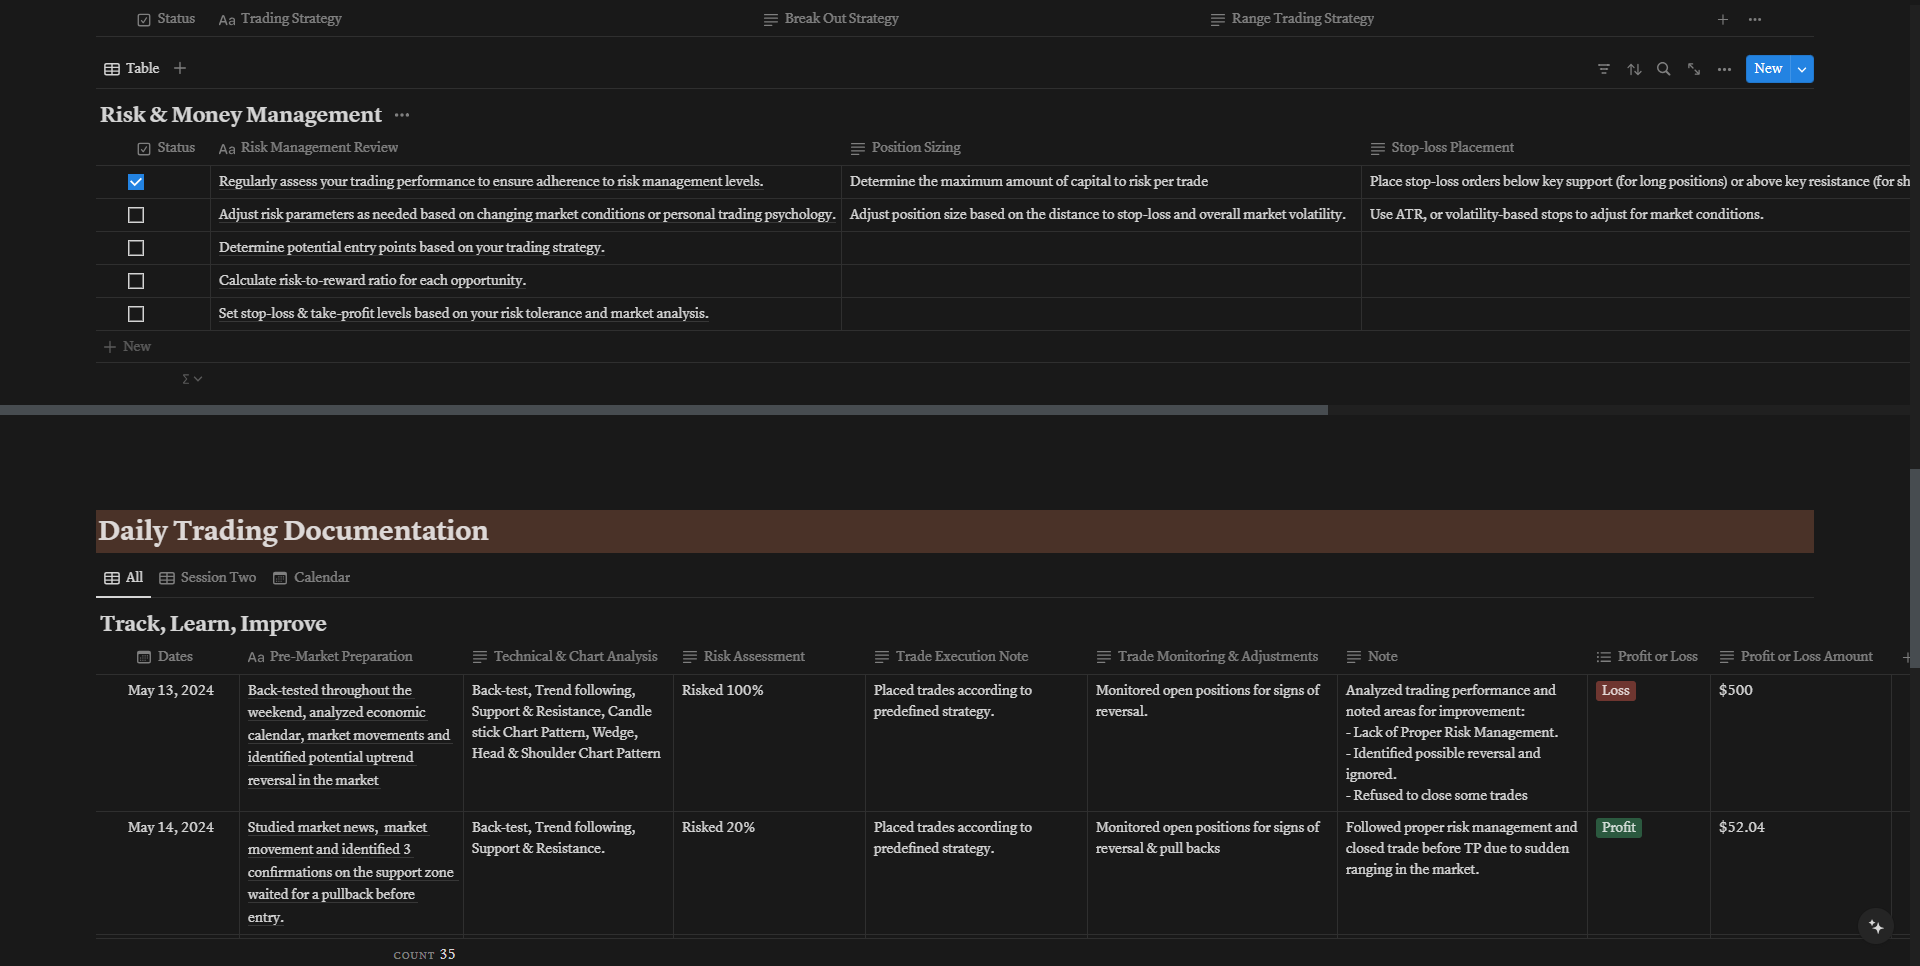 Status Trading Strategy Break Out Strategy Range Trading Strategy
Table New
Risk & Money Management
Status Aa Risk Management Review Position Sizing Stop-loss Placement
Regularly assess your trading performance to ensure adherence to risk management levels. Determine the maximum amount of capital to risk per trade Place stop-loss orders below key support (for long positions) or above key resistance (for sh
Adjust risk parameters as needed based on changing market conditions or personal trading psychology. Adjust position size based on the distance to stop-loss and overall market volatility. Use ATR, or volatility-based stops to adjust for market conditions.
Determine potential entry points based on your trading strategy.
Calculate risk-to-reward ratio for each opportunity.
Set stop-loss & take-profit levels based on your risk tolerance and market analysis.
+ New
Σ
Daily Trading Documentation
All Session Two Calendar
Track, Learn, Improve
Dates Aa Pre-Market Preparation Technical & Chart Analysis Risk Assessment Trade Execution Note Trade Monitoring & Adjustments Note Profit or Loss Profit or Loss Amount
May 13, 2024
Back-tested throughout the
weekend, analyzed economic
calendar, market movements and
identified potential uptrend
reversal in the market
Back-test, Trend following,
Support & Resistance, Candle
stick Chart Pattern, Wedge,
Head & Shoulder Chart Pattern
Risked 100%
Placed trades according to
predefined strategy.
Monitored open positions for signs of
reversal.
Analyzed trading performance and
noted areas for improvement:
- Lack of Proper Risk Management.
- Identified possible reversal and
ignored.
- Refused to close some trades
Loss
$500
May 14, 2024
Studied market news, market
movement and identified 3
confirmations on the support zone
waited for a pullback before
entry.
Back-test, Trend following,
Support & Resistance.
Risked 20%
Placed trades according to
predefined strategy.
Monitored open positions for signs of
reversal & pull backs
Followed proper risk management and
closed trade before TP due to sudden
ranging in the market.
Profit
$52.04
COUNT 35